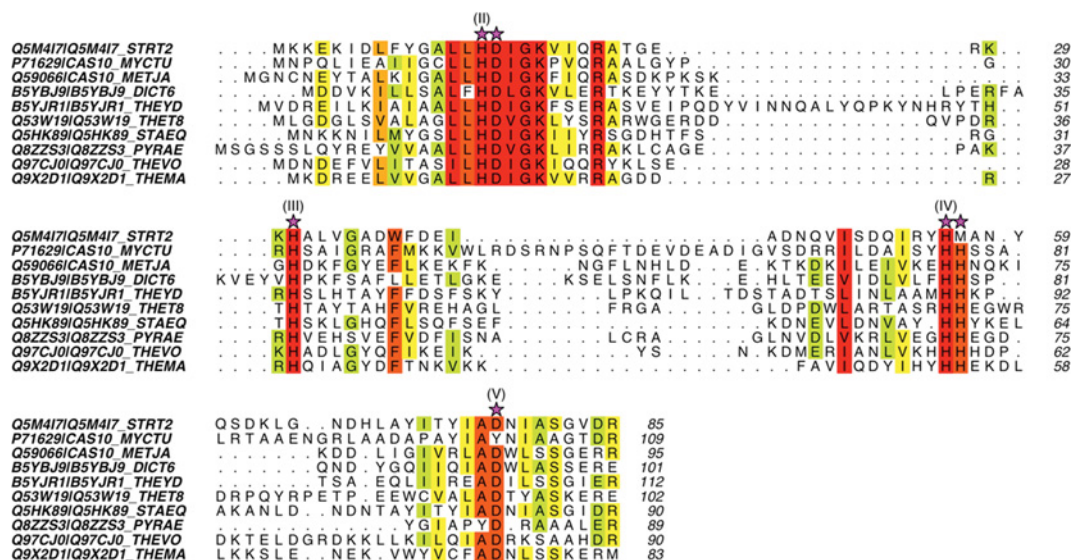 (II)
Q5M4I7|Q5M4I7_STRT2 ....MKKEKIDLFYGALLHDIGKVIQRATGE.....................RK.. 29
P71629|CAS10_MYCTU ....MNPQLIEAIIGCLLHDIGKPVQRAALGYP....................G.. 30
Q59066|CAS10_METJA ..MGNCNEYTALKIGALLHDIGKFIQRASDKPKSK.....................
B5YBJ9|B5YBJ9_DICT6 ....MDDVKILLSALFHDLGKVLERTKEYYTK..................LPERFA 35
B5YJR1|B5YJR1_THEYD ...MVDREILKIAIAALLHDIGKFSERASVEIPQDYVINNQALYQPKYNHRYTH.. 51
Q53W19|Q53W19_THET8 ...MLGDGLSVALAGLLHDVGKLYSRARWGERDD...............QVPDR.. 36
Q5HK89|Q5HK89_STAEQ ....MNKKNILMYGSLLHDIGKIIYRSGDHTFS...................RG.. 31
Q8ZZS3|Q8ZZS3_PYRAE MSGSSSLQYREYVVAALLHDVGKLIRRAKLCAGE.................PAK.. 37
Q97CJ0|Q97CJ0_THEVO ....MDNDEFVLITASILHDIGKIQQRYKLSE........................ 28
Q9X2D1|Q9X2D1_THEMA .....MKDREELVVGALLHDIGKVVRRAGDD......................R.. 27
(III) (IV)
Q5M4I7|Q5M4I7_STRT2 ....KHALVGADWFDEI...................ADNQVISDQIRYHMAN.Y 59
P71629|CAS10_MYCTU ....RHSAIGRAFMKKVWLRDSRNPSQFTDEVDEADIGVSDRRILDAISYHHSSA. 81
Q59066|CAS10_METJA ....GHDKFGYEFLKEKFK.......NGFLNHLD....E.KTKDKILEIVKEHHNQKI 75
B5YBJ9|B5YBJ9_DICT6 KVEYVHPKFSAFLLETLGKE......KSELSNFLK...E.HLTEEVIDLVLFHHSP.. 81
B5YJR1|B5YJR1_THEYD ....RHSLHTAYFFDSFSKY.......LPKQIL..TDSTADTSLINLAAMHHKP.. 92
Q53W19|Q53W19_THET8 ....THTAYTAHFVREHAGL.......FRGA....GLDPDWLARTASRHHEGWR 75
Q5HK89|Q5HK89_STAEQ ....THSKLGHQFLSQFSEF..............KDNEVLDNVAY.HHYKEL 64
Q8ZZS3|Q8ZZS3_PYRAE ....RHVEHSVEFVDFISNA.......LCRA....GLNVDLVKRLVEGHHEGD. 75
Q97CJ0|Q97CJ0_THEVO ....KHADLGYQFIKEIK.........YS.....N.KDMERIANLVKHHHHDP. 62
Q9X2D1|Q9X2D1_THEMA ....RHQIAGYDFTNKVKK...................FAVIQDYIHYHHEKDL 58
(V)
Q5M4I7|Q5M4I7_STRT2 QSDKLG..NDHLAYITYIADNIASGVDR 85
P71629|CAS10_MYCTU LRTAAENGRLAADAPAYIAYNIAAGTDR 109
Q59066|CAS10_METJA ........KDD.LIGIVRLADWLSSGERR 95
B5YBJ9|B5YBJ9_DICT6 .......QND.YGQIIQIADWLASSERE 101
B5YJR1|B5YJR1_THEYD .......TSA.EQLIIREADILSSGIER 112
Q53W19|Q53W19_THET8 DRPQYRPETP.EEWCVALADTYASKERE 102
Q5HK89|Q5HK89_STAEQ AKANLD.DNDNTAYITYIADNIASGIDR 90
Q8ZZS3|Q8ZZS3_PYRAE .............YGIAPYD.RAAALER 89
Q97CJ0|Q97CJ0_THEVO DKTELDGRDKKLLKILQIADRKSAAHDR 90
Q9X2D1|Q9X2D1_THEMA LKKSLE..NEK.VWYVCFADNLSSKERM 83